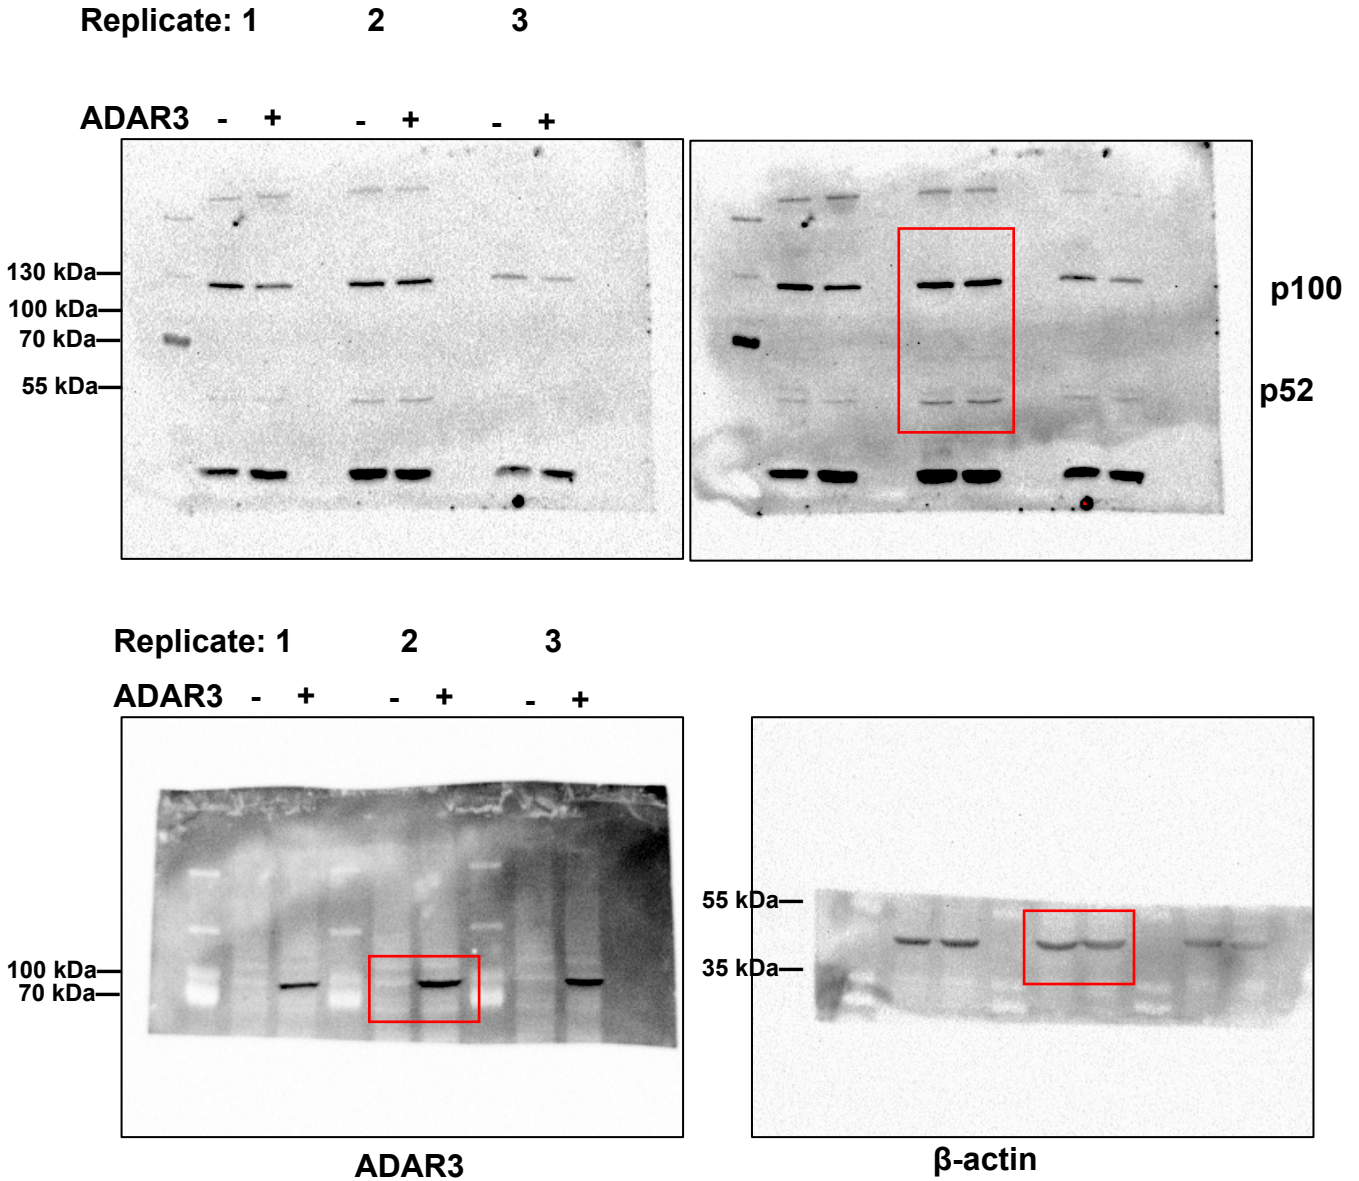 Replicate: 1 2 3
ADAR3 - + - + - +
130 kDa
100 kDa
70 kDa
55 kDa
p100
p52
Replicate: 1 2 3
ADAR3 - + - + - +
100 kDa
70 kDa
55 kDa
35 kDa
ADAR3
β-actin